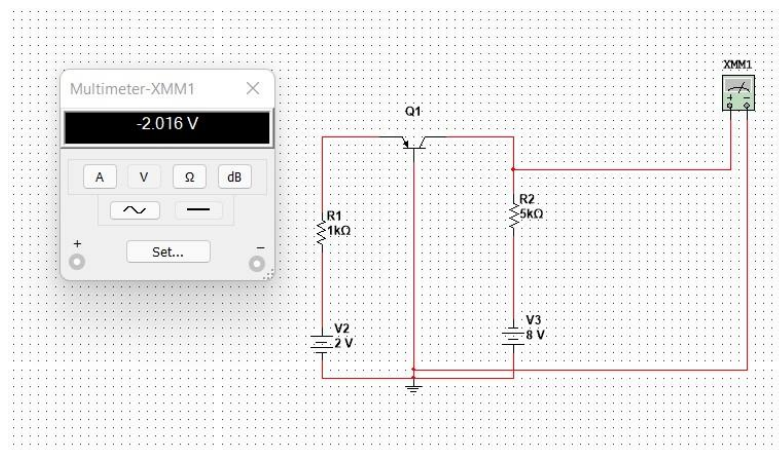 Multimeter-XMM1
-2.016 V
A
V
Ω
dB
+
Set...
−
Q1
XMM1
+ −
R1
1kΩ
R2
5kΩ
V2
2 V
V3
8 V